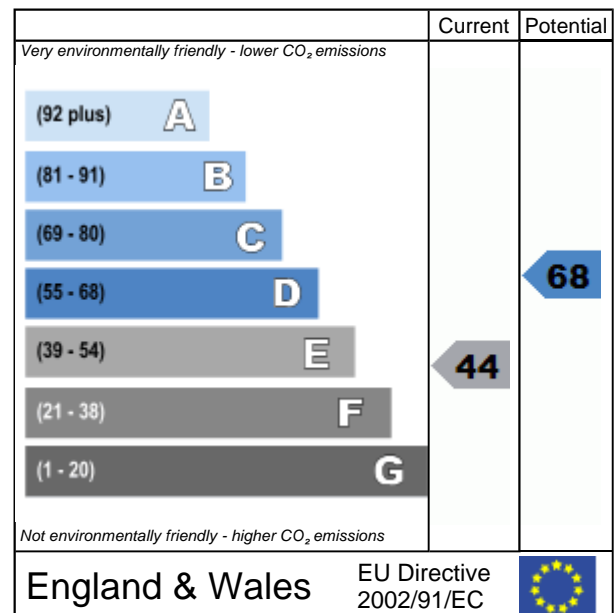 Current Potential
Very environmentally friendly - lower CO₂ emissions
(92 plus) A
(81 - 91) B
(69 - 80) C
(55 - 68) D
68
(39 - 54) E
44
(21 - 38) F
(1 - 20) G
Not environmentally friendly - higher CO₂ emissions
England & Wales
EU Directive
2002/91/EC